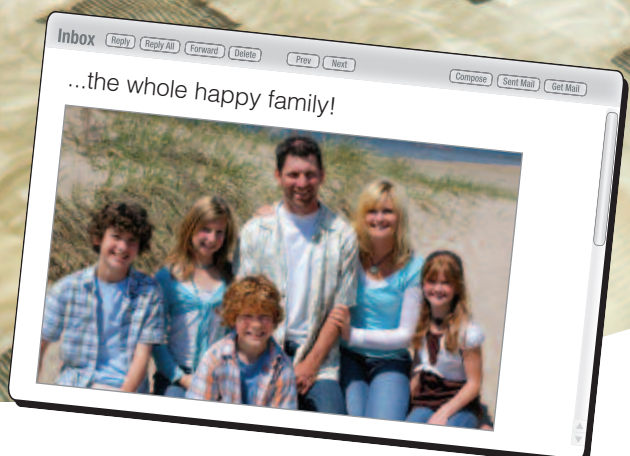 Inbox Reply Reply All Forward Delete Prev Next Compose Sent Mail Get Mail
...the whole happy family!